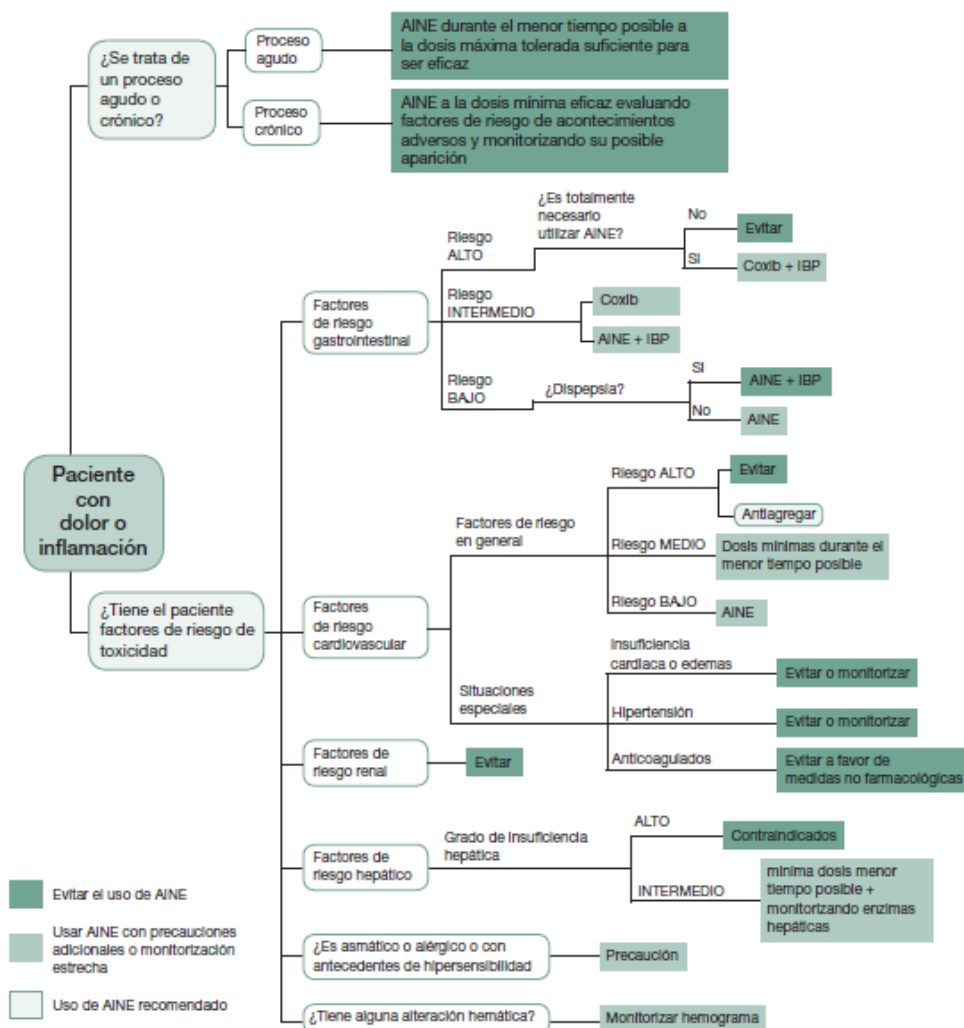 ¿Se trata de
un proceso
agudo o
crónico?
Proceso
agudo
AINE durante el menor tiempo posible a
la dosis máxima tolerada suficiente para
ser eficaz
Proceso
crónico
AINE a la dosis mínima eficaz evaluando
factores de riesgo de acontecimientos
adversos y monitorizando su posible
aparición
Paciente
con
dolor o
inflamación
¿Tiene el paciente
factores de riesgo de
toxicidad
Factores
de riesgo
gastrointestinal
Riesgo
ALTO
¿Es totalmente
necesario
utilizar AINE?
No
Evitar
SI
Coxib + IBP
Riesgo
INTERMEDIO
Coxib
AINE + IBP
Riesgo
BAJO
¿Dispepsia?
SI
AINE + IBP
No
AINE
Factores
de riesgo
cardiovascular
Factores de riesgo
en general
Riesgo ALTO
Evitar
Antiagregar
Riesgo MEDIO
Dosis mínimas durante el
menor tiempo posible
Riesgo BAJO
AINE
Situaciones
especiales
Insuficiencia
cardiaca o edemas
Evitar o monitorizar
Hipertensión
Evitar o monitorizar
Anticoagulados
Evitar a favor de
medidas no farmacológicas
Factores de
riesgo renal
Evitar
Factores de
riesgo hepático
Grado de insuficiencia
hepática
ALTO
Contraindicados
INTERMEDIO
mínima dosis menor
tiempo posible +
monitorizando enzimas
hepáticas
¿Es asmático o alérgico o con
antecedentes de hipersensibilidad
Precaución
¿Tiene alguna alteración hemática?
Monitorizar hemograma
Evitar el uso de AINE
Usar AINE con precauciones
adicionales o monitorización
estrecha
Uso de AINE recomendado